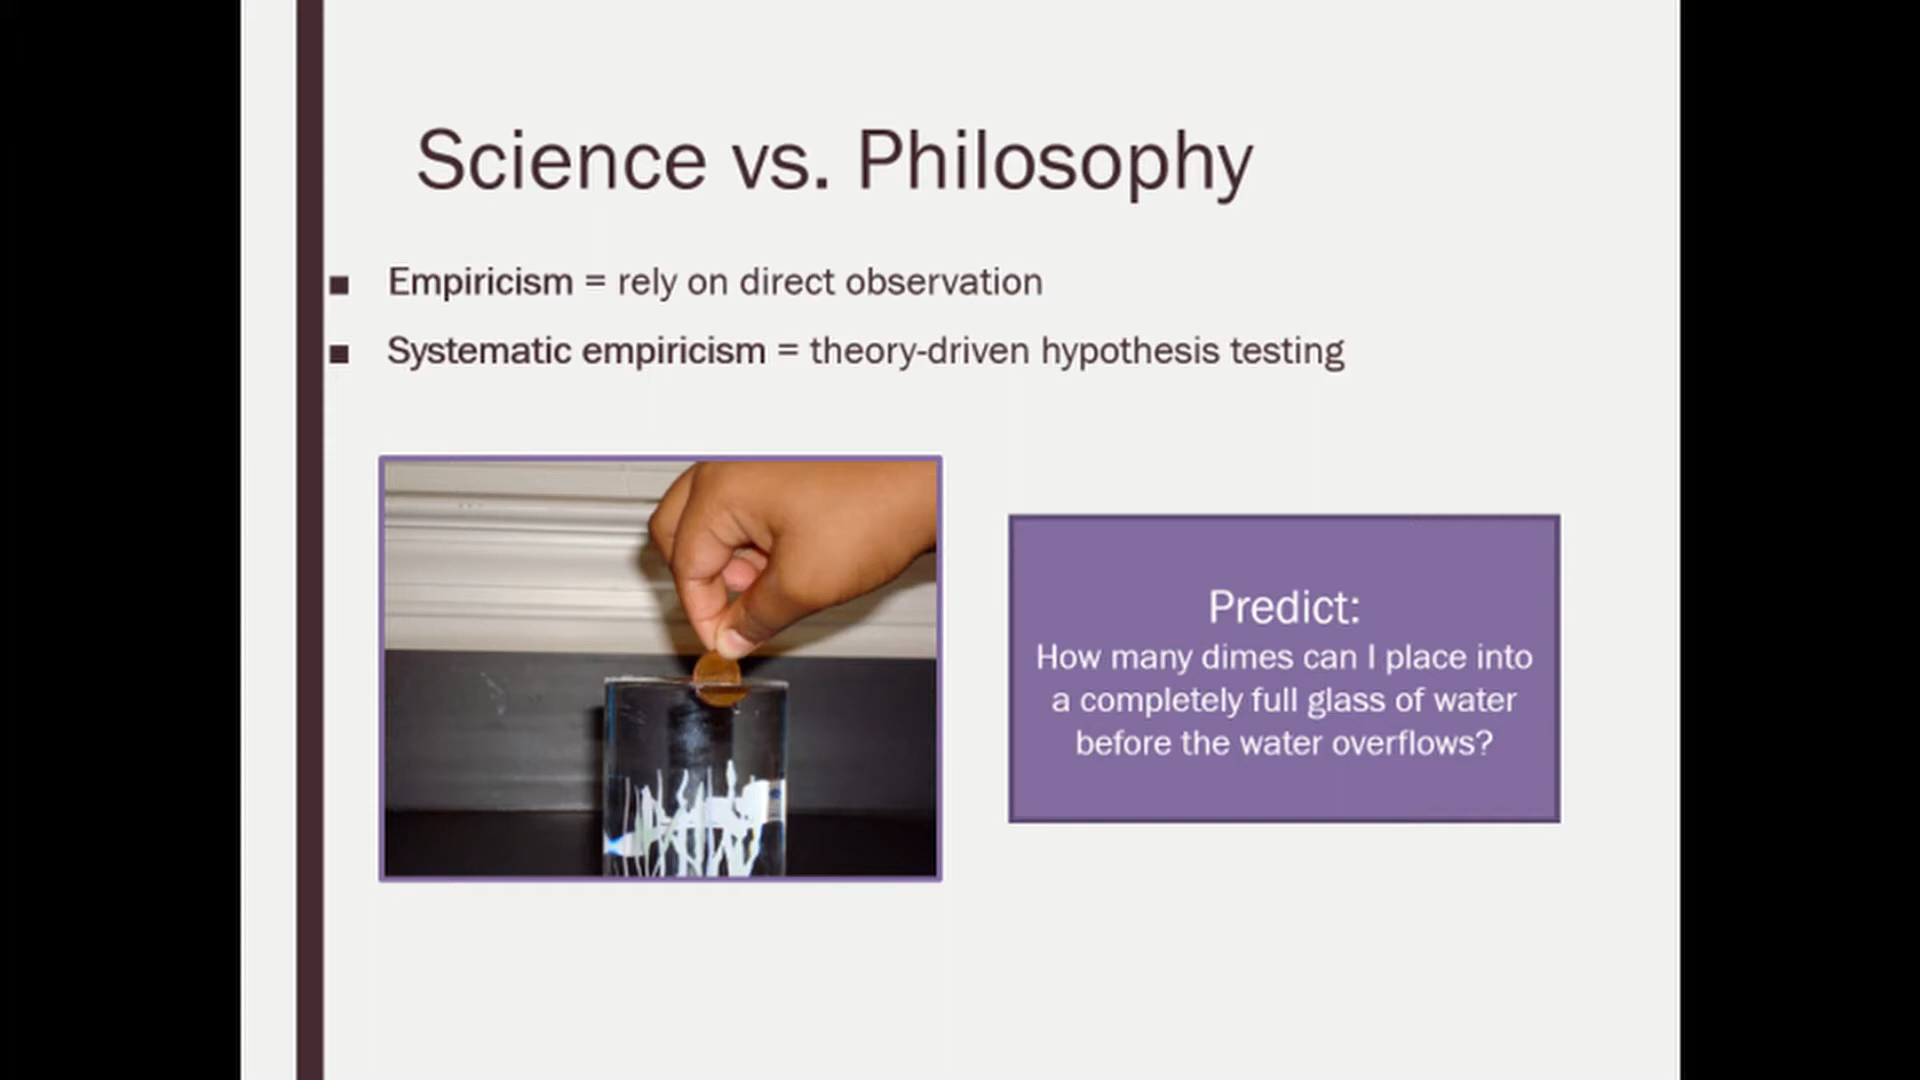 Science vs. Philosophy
■ Empiricism = rely on direct observation
■ Systematic empiricism = theory-driven hypothesis testing
Predict:
How many dimes can I place into
a completely full glass of water
before the water overflows?